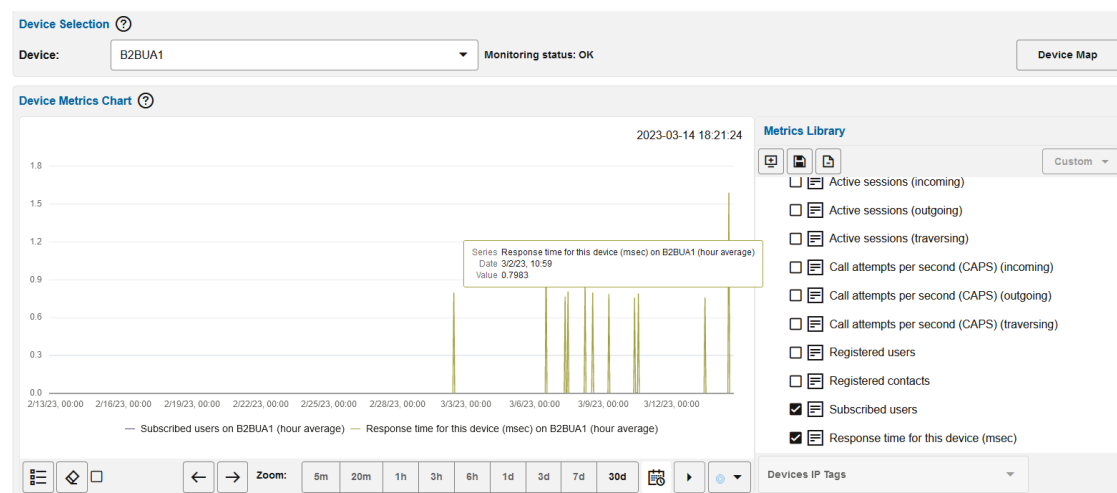 Device Selection ?
Device: B2BUA1 Monitoring status: OK Device Map
Device Metrics Chart ?
2023-03-14 18:21:24
1.8
1.5
1.2
0.9
0.6
0.3
0.0
Series Response time for this device (msec) on B2BUA1 (hour average)
Date 3/2/23, 10:59
Value 0.7983
2/13/23, 00:00 2/16/23, 00:00 2/19/23, 00:00 2/22/23, 00:00 2/25/23, 00:00 2/28/23, 00:00 3/3/23, 00:00 3/6/23, 00:00 3/9/23, 00:00 3/12/23, 00:00
Subscribed users on B2BUA1 (hour average) Response time for this device (msec) on B2BUA1 (hour average)
Zoom: 5m 20m 1h 3h 6h 1d 3d 7d 30d
Metrics Library
Custom
Active sessions (incoming)
Active sessions (outgoing)
Active sessions (traversing)
Call attempts per second (CAPS) (incoming)
Call attempts per second (CAPS) (outgoing)
Call attempts per second (CAPS) (traversing)
Registered users
Registered contacts
Subscribed users
Response time for this device (msec)
Devices IP Tags